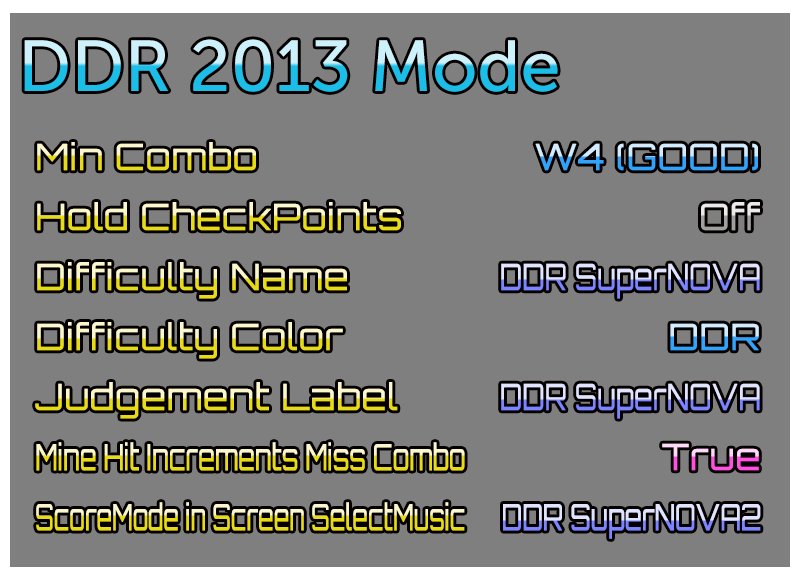 DDR 2013 Mode
Min Combo W4 (GOOD)
Hold CheckPoints Off
Difficulty Name DDR SuperNOVA
Difficulty Color DDR
Judgement Label DDR SuperNOVA
Mine Hit Increments Miss Combo True
ScoreMode in Screen SelectMusic DDR SuperNOVA2